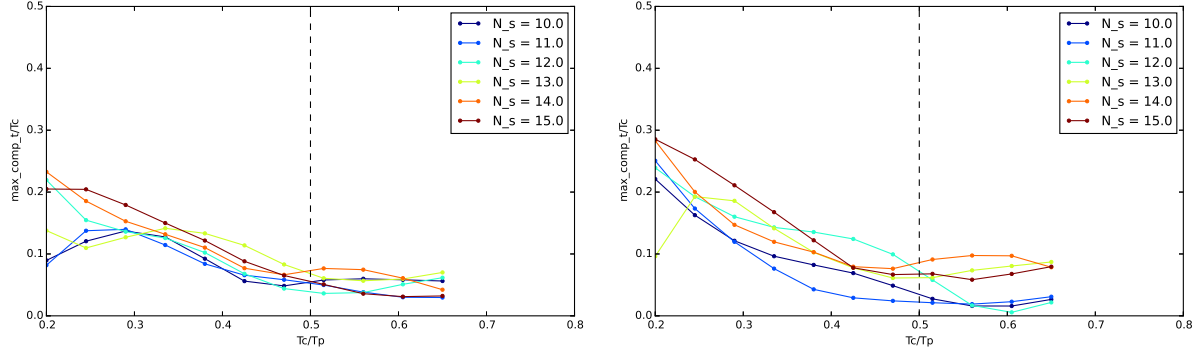 0.5
0.4
0.3
0.2
0.1
0.0
max_comp_t/Tc
0.2 0.3 0.4 0.5 0.6 0.7 0.8
Tc/Tp
N_s = 10.0
N_s = 11.0
N_s = 12.0
N_s = 13.0
N_s = 14.0
N_s = 15.0
0.5
0.4
0.3
0.2
0.1
0.0
max_comp_t/Tc
0.2 0.3 0.4 0.5 0.6 0.7 0.8
Tc/Tp
N_s = 10.0
N_s = 11.0
N_s = 12.0
N_s = 13.0
N_s = 14.0
N_s = 15.0